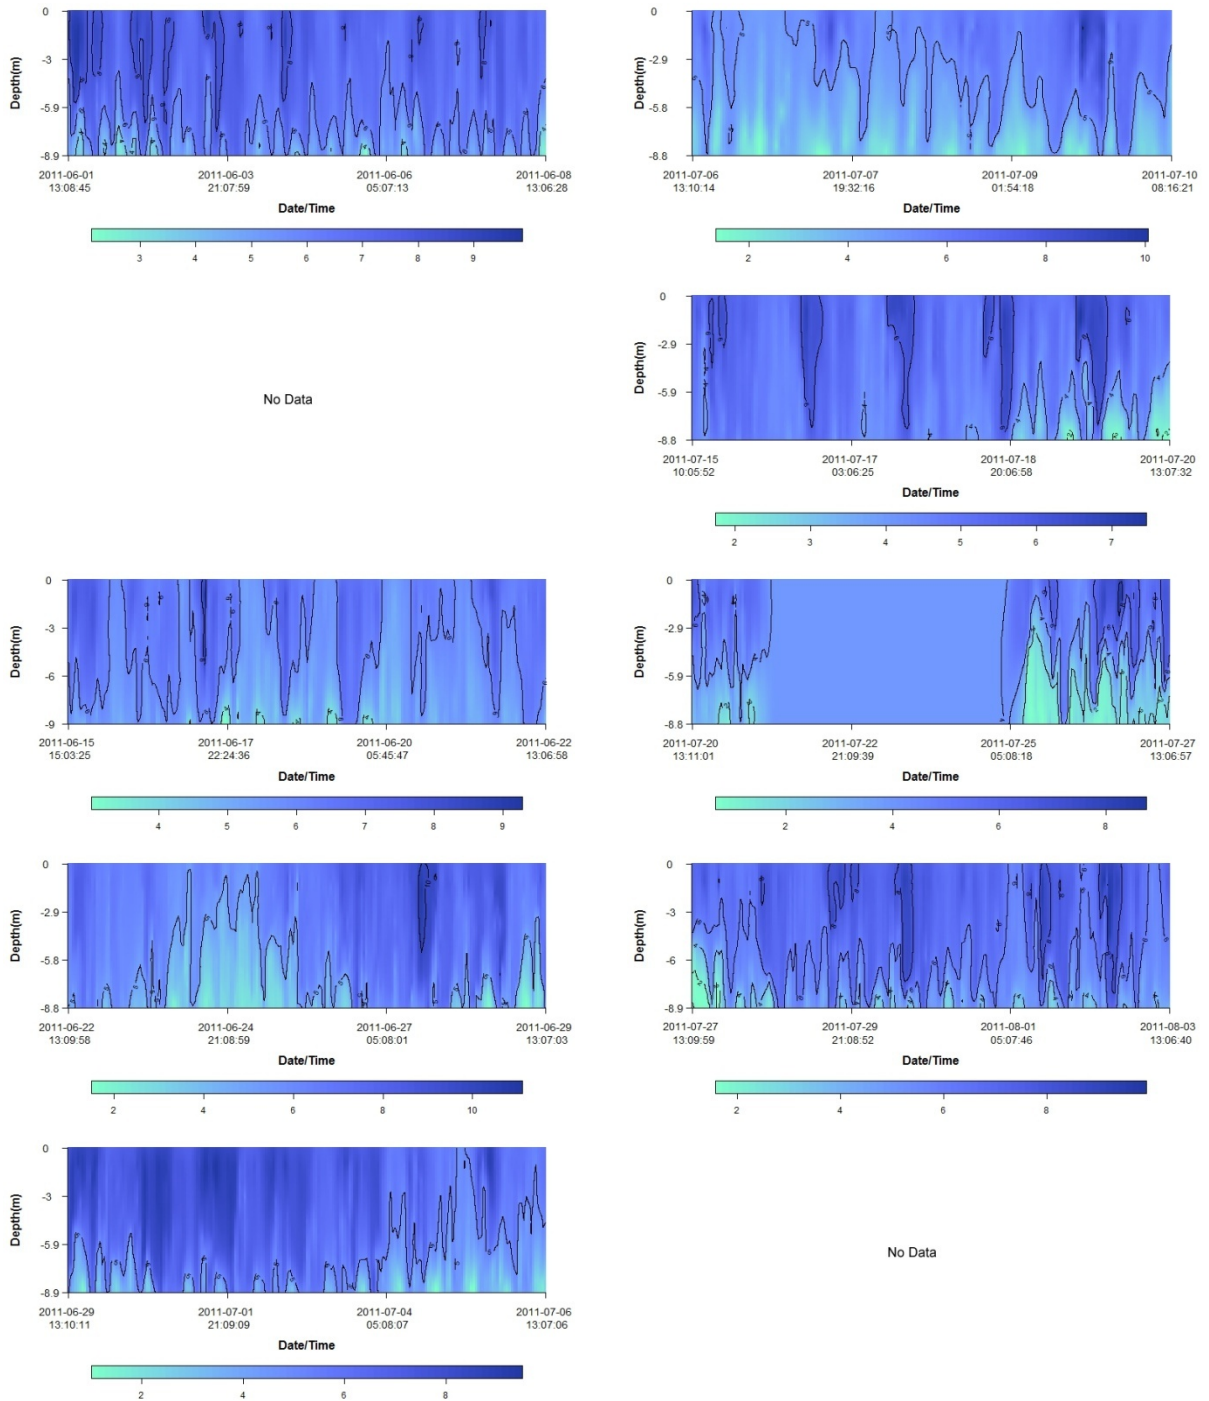 0
-3
-5.9
-8.9
Depth(m)
2011-06-01 2011-06-03 2011-06-06 2011-06-08
13:08:45 21:07:59 05:07:13 13:06:28
Date/Time
3 4 5 6 7 8 9
0
-2.9
-5.8
-8.8
Depth(m)
2011-07-06 2011-07-07 2011-07-09 2011-07-10
13:10:14 19:32:16 01:54:18 08:16:21
Date/Time
2 4 6 8 10
No Data
0
-2.9
-5.9
-8.8
Depth(m)
2011-07-15 2011-07-17 2011-07-18 2011-07-20
10:05:52 03:06:25 20:06:58 13:07:32
Date/Time
2 3 4 5 6 7
0
-3
-6
-9
Depth(m)
2011-06-15 2011-06-17 2011-06-20 2011-06-22
15:03:25 22:24:36 05:45:47 13:06:58
Date/Time
4 5 6 7 8 9
0
-2.9
-5.9
-8.8
Depth(m)
2011-07-20 2011-07-22 2011-07-25 2011-07-27
13:11:01 21:09:39 05:08:18 13:06:57
Date/Time
2 4 6 8
0
-2.9
-5.8
-8.8
Depth(m)
2011-06-22 2011-06-24 2011-06-27 2011-06-29
13:09:58 21:08:59 05:08:01 13:07:03
Date/Time
2 4 6 8 10
0
-3
-6
-8.9
Depth(m)
2011-07-27 2011-07-29 2011-08-01 2011-08-03
13:09:59 21:08:52 05:07:46 13:06:40
Date/Time
2 4 6 8
0
-3
-5.9
-8.9
Depth(m)
2011-06-29 2011-07-01 2011-07-04 2011-07-06
13:10:11 21:09:09 05:08:07 13:07:06
Date/Time
2 4 6 8
No Data